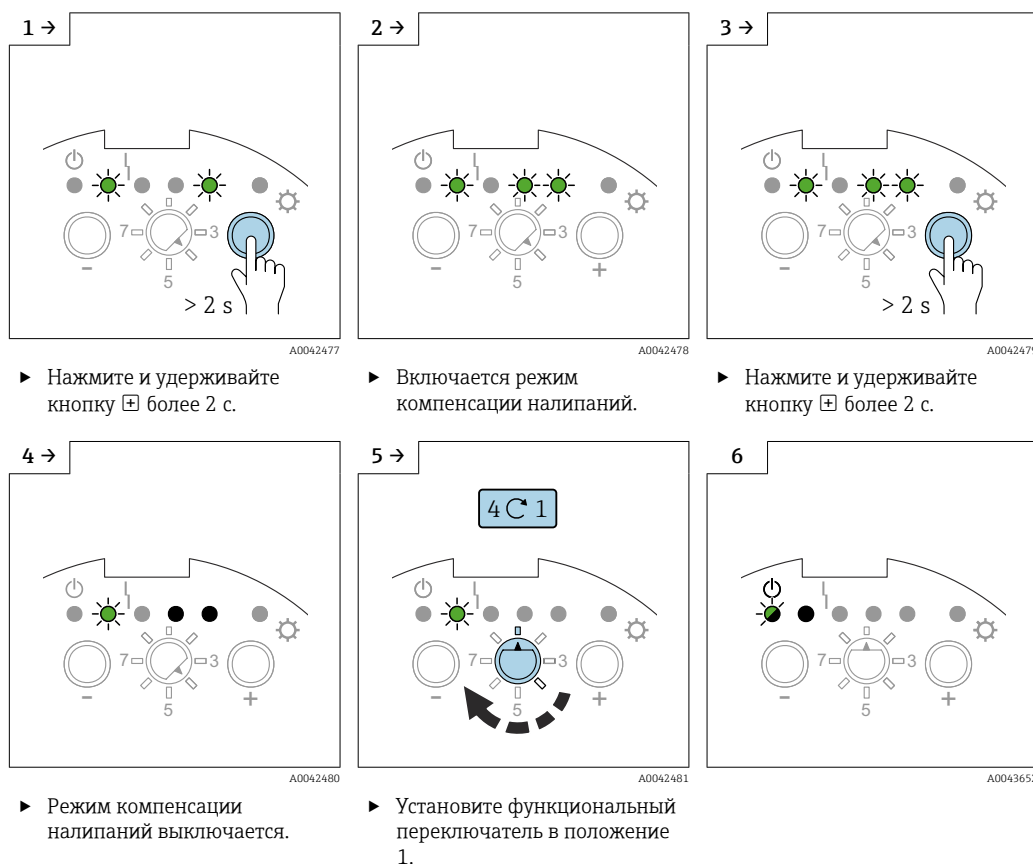 1 →
2 →
3 →
7
3
-
> 2 s
5
A0042477
7
3
-
+
5
A0042478
7
3
-
> 2 s
5
A0042479
► Нажмите и удерживайте
кнопку ⊞ более 2 с.
► Включается режим
компенсации налипаний.
► Нажмите и удерживайте
кнопку ⊞ более 2 с.
4 →
5 →
6
7
3
-
+
5
A0042480
4 1
7
3
-
+
5
A0042481
7
3
-
+
5
A0043652
► Режим компенсации
налипаний выключается.
► Установите функциональный
переключатель в положение
1.